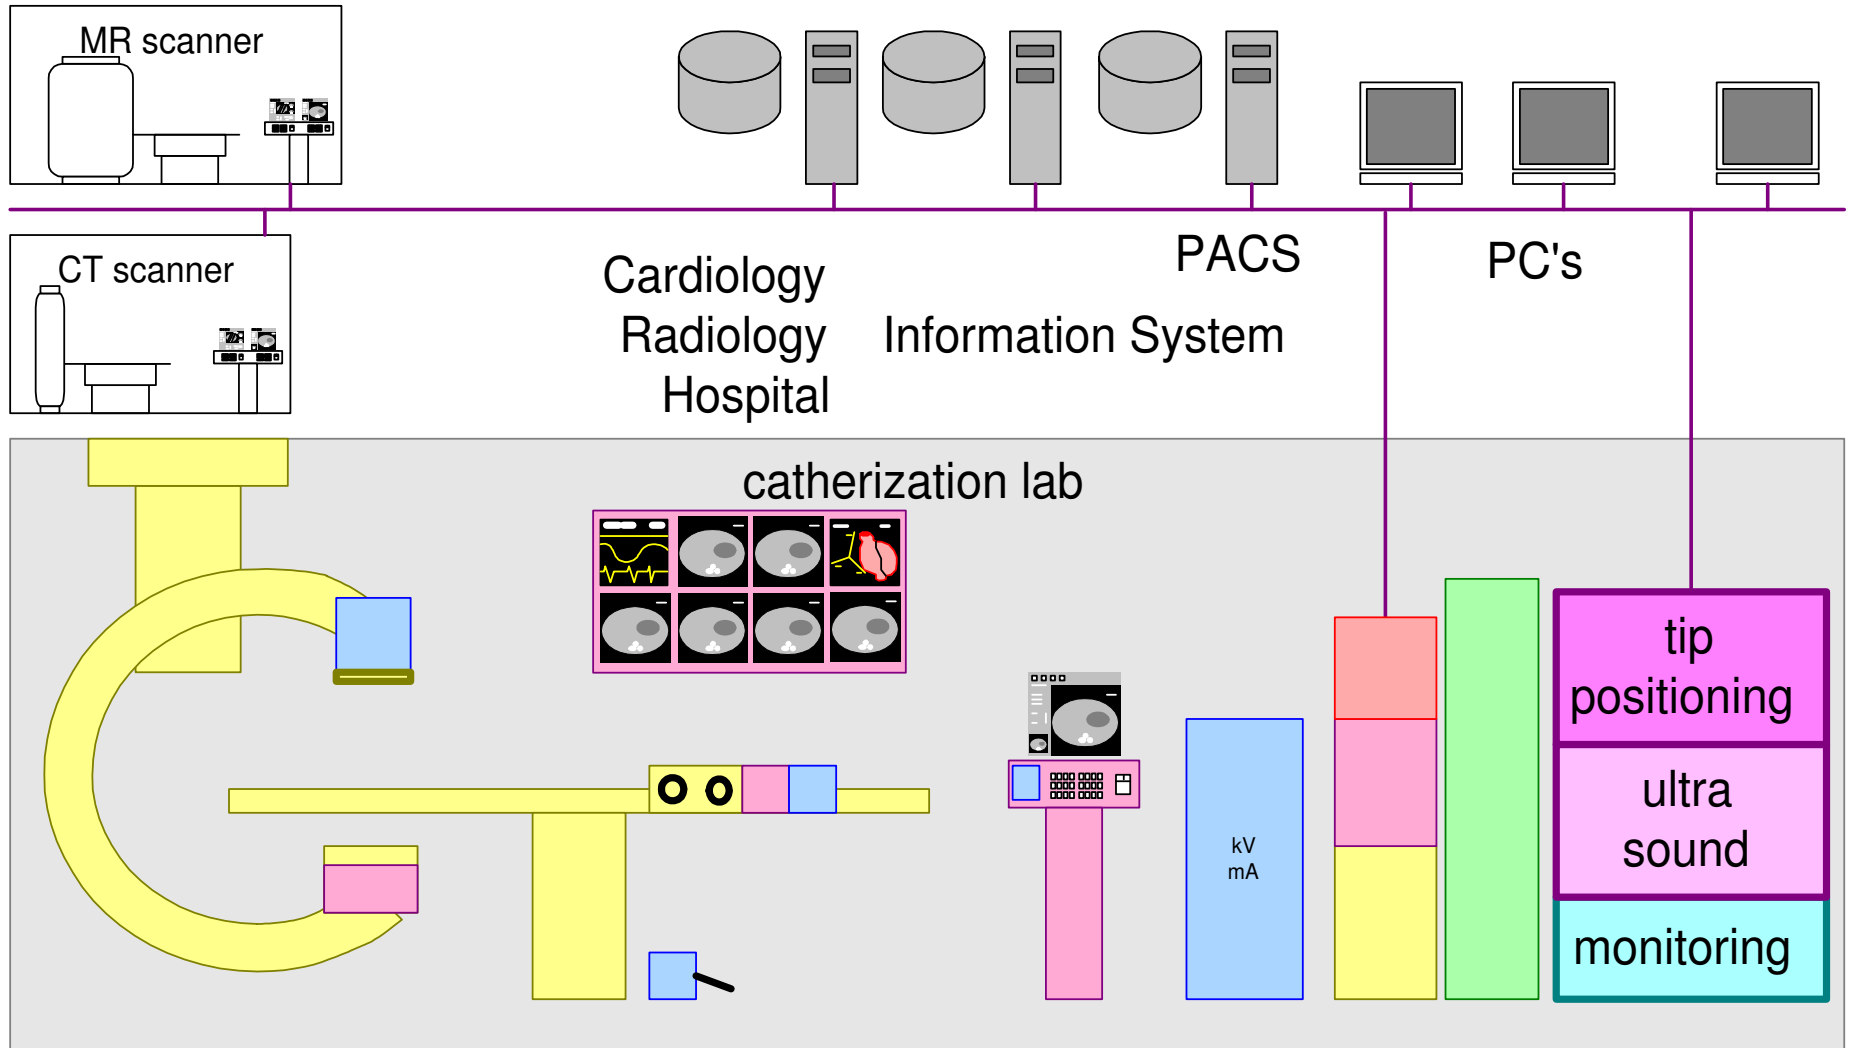 MR scanner
CT scanner
PACS
PC's
Cardiology
Radiology Information System
Hospital
catherization lab
tip
positioning
ultra
sound
kV
mA
monitoring